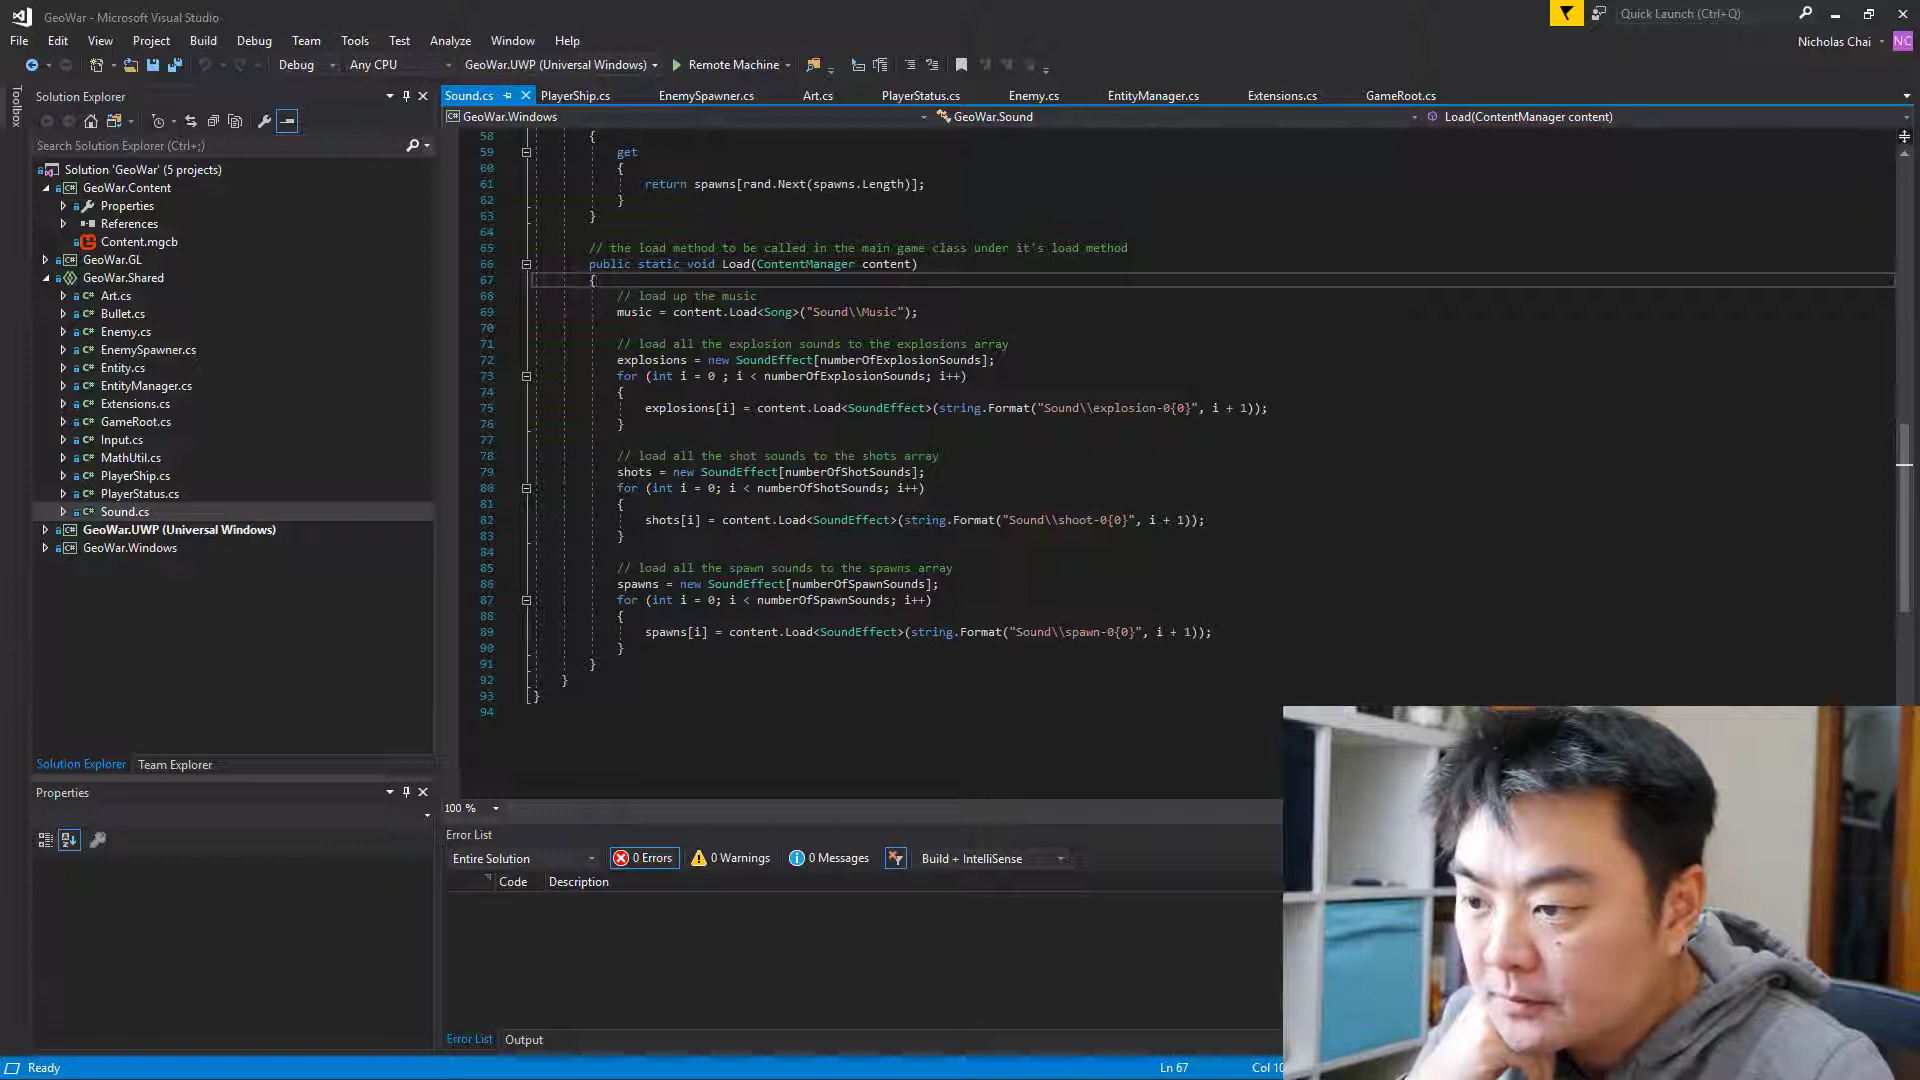 GeoWar - Microsoft Visual Studio
Quick Launch (Ctrl+Q)
File Edit View Project Build Debug Team Tools Test Analyze Window Help
Nicholas Chai NC
Debug Any CPU GeoWar.UWP (Universal Windows) Remote Machine
Toolbox
Solution Explorer
Search Solution Explorer (Ctrl+;)
Solution 'GeoWar' (5 projects)
GeoWar.Content
Properties
References
Content.mgcb
GeoWar.GL
GeoWar.Shared
C# Art.cs
C# Bullet.cs
C# Enemy.cs
C# EnemySpawner.cs
C# Entity.cs
C# EntityManager.cs
C# Extensions.cs
C# GameRoot.cs
C# Input.cs
C# MathUtil.cs
C# PlayerShip.cs
C# PlayerStatus.cs
C# Sound.cs
GeoWar.UWP (Universal Windows)
GeoWar.Windows
Solution Explorer Team Explorer
Properties
Sound.cs PlayerShip.cs EnemySpawner.cs Art.cs PlayerStatus.cs Enemy.cs EntityManager.cs Extensions.cs GameRoot.cs
GeoWar.Windows GeoWar.Sound Load(ContentManager content)
58 {
59 get
60 {
61 return spawns[rand.Next(spawns.Length)];
62 }
63 }
64
65 // the load method to be called in the main game class under it's load method
66 public static void Load(ContentManager content)
67 {
68 // load up the music
69 music = content.Load<Song>("Sound\\Music");
70
71 // load all the explosion sounds to the explosions array
72 explosions = new SoundEffect[numberOfExplosionSounds];
73 for (int i = 0 ; i < numberOfExplosionSounds; i++)
74 {
75 explosions[i] = content.Load<SoundEffect>(string.Format("Sound\\explosion-0{0}", i + 1));
76 }
77
78 // load all the shot sounds to the shots array
79 shots = new SoundEffect[numberOfShotSounds];
80 for (int i = 0; i < numberOfShotSounds; i++)
81 {
82 shots[i] = content.Load<SoundEffect>(string.Format("Sound\\shoot-0{0}", i + 1));
83 }
84
85 // load all the spawn sounds to the spawns array
86 spawns = new SoundEffect[numberOfSpawnSounds];
87 for (int i = 0; i < numberOfSpawnSounds; i++)
88 {
89 spawns[i] = content.Load<SoundEffect>(string.Format("Sound\\spawn-0{0}", i + 1));
90 }
91 }
92 }
93 }
94
100 %
Error List
Entire Solution 0 Errors 0 Warnings 0 Messages Build + IntelliSense
Code Description
Error List Output
Ready Ln 67 Col 10